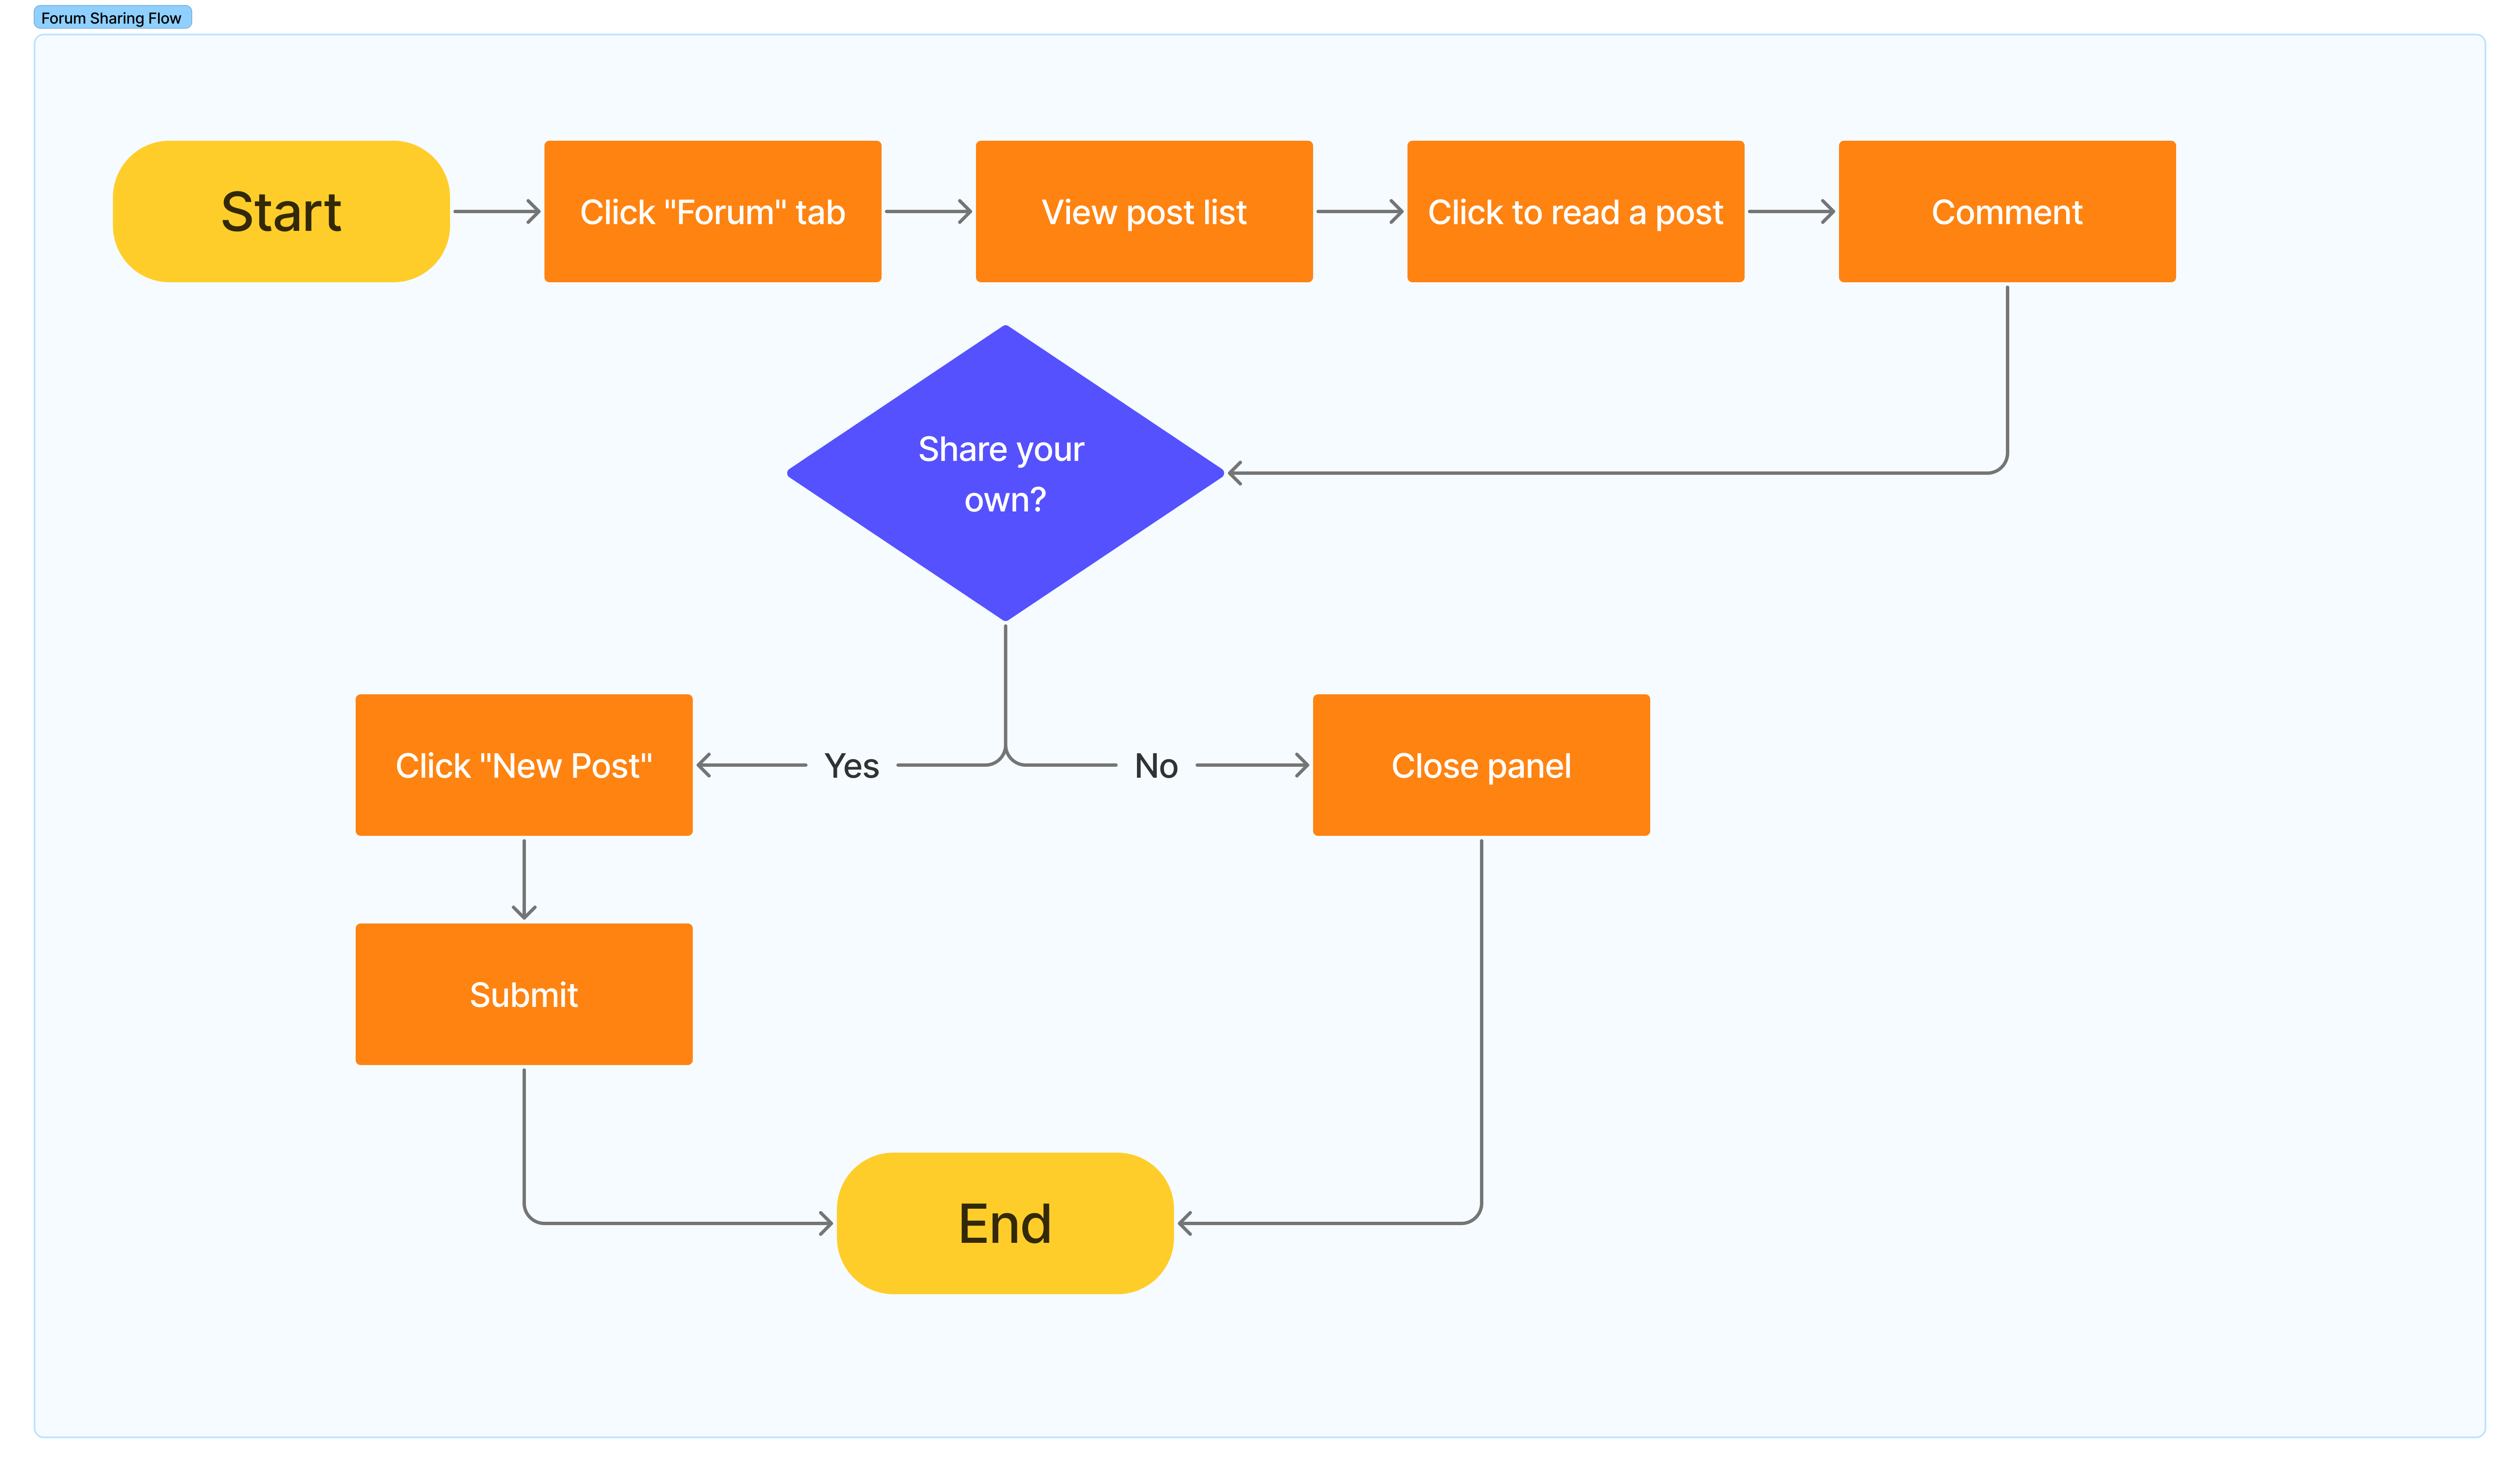 Forum Sharing Flow
Start
Click "Forum" tab
View post list
Click to read a post
Comment
Share your
own?
Click "New Post"
Yes
No
Close panel
Submit
End